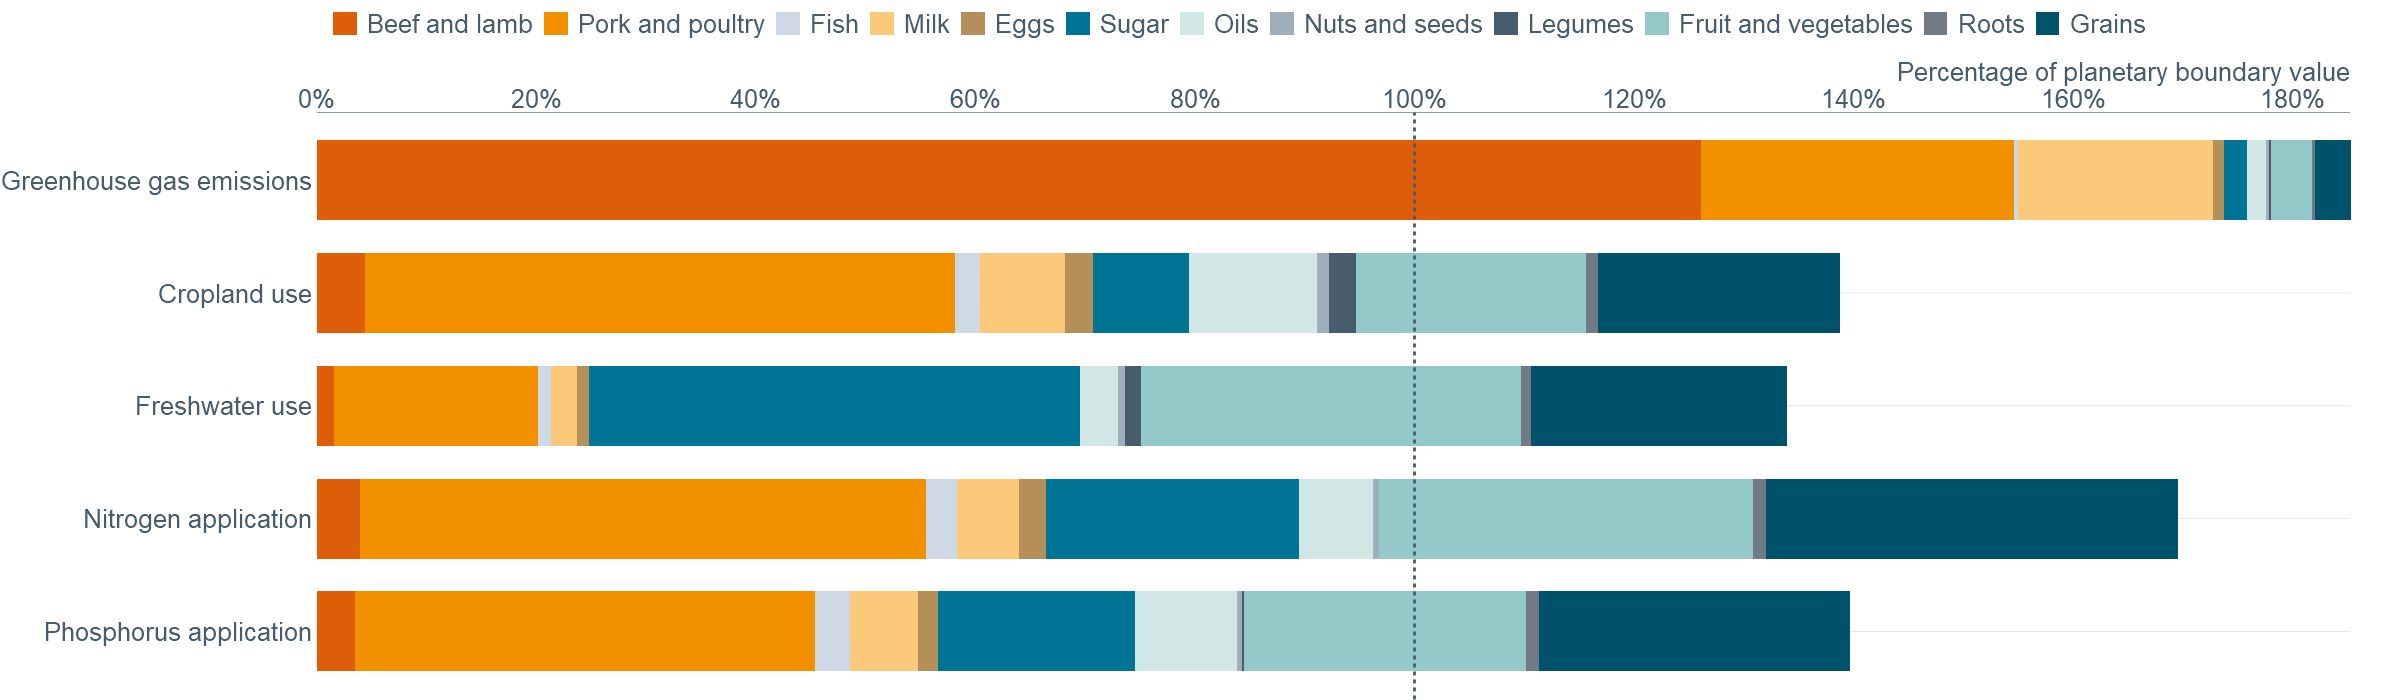 Beef and lamb Pork and poultry Fish Milk Eggs Sugar Oils Nuts and seeds Legumes Fruit and vegetables Roots Grains
Percentage of planetary boundary value
0% 20% 40% 60% 80% 100% 120% 140% 160% 180%
Greenhouse gas emissions
Cropland use
Freshwater use
Nitrogen application
Phosphorus application